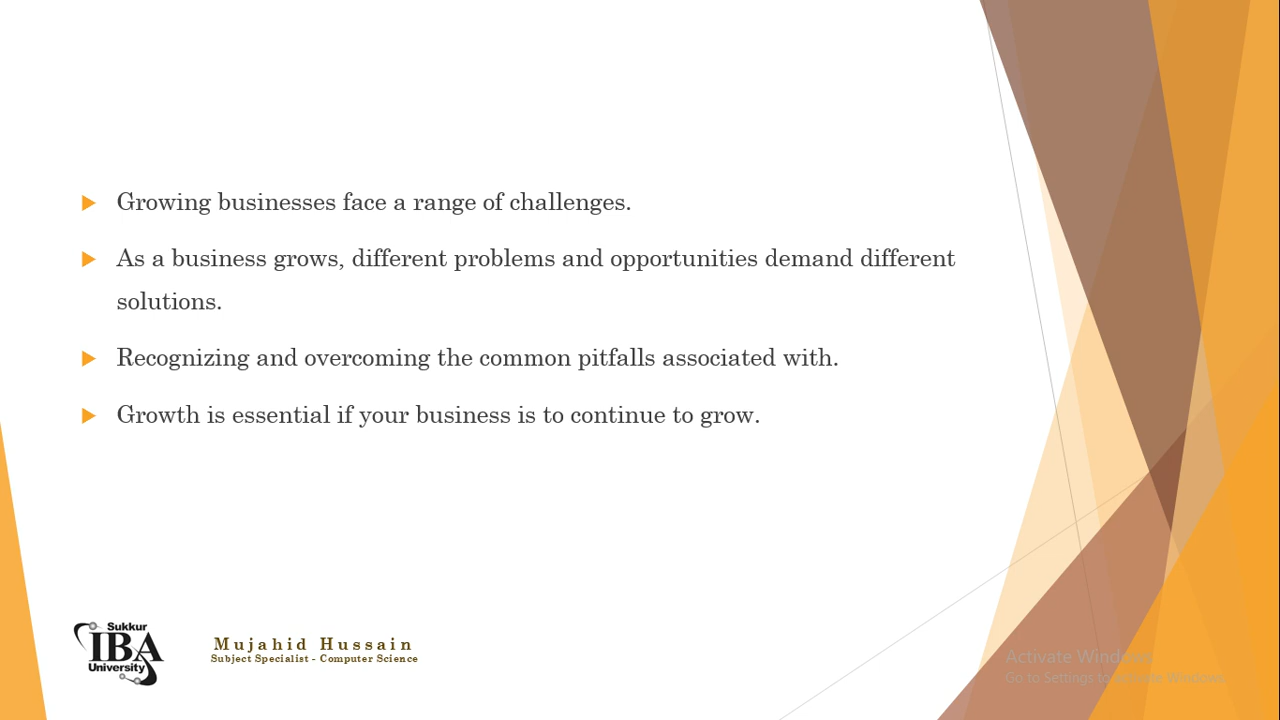 Growing businesses face a range of challenges.
As a business grows, different problems and opportunities demand different
solutions.
Recognizing and overcoming the common pitfalls associated with.
Growth is essential if your business is to continue to grow.
Sukkur
IBA
University
Mujahid Hussain
Subject Specialist - Computer Science
Activate Windows
Go to Settings to activate Windows.